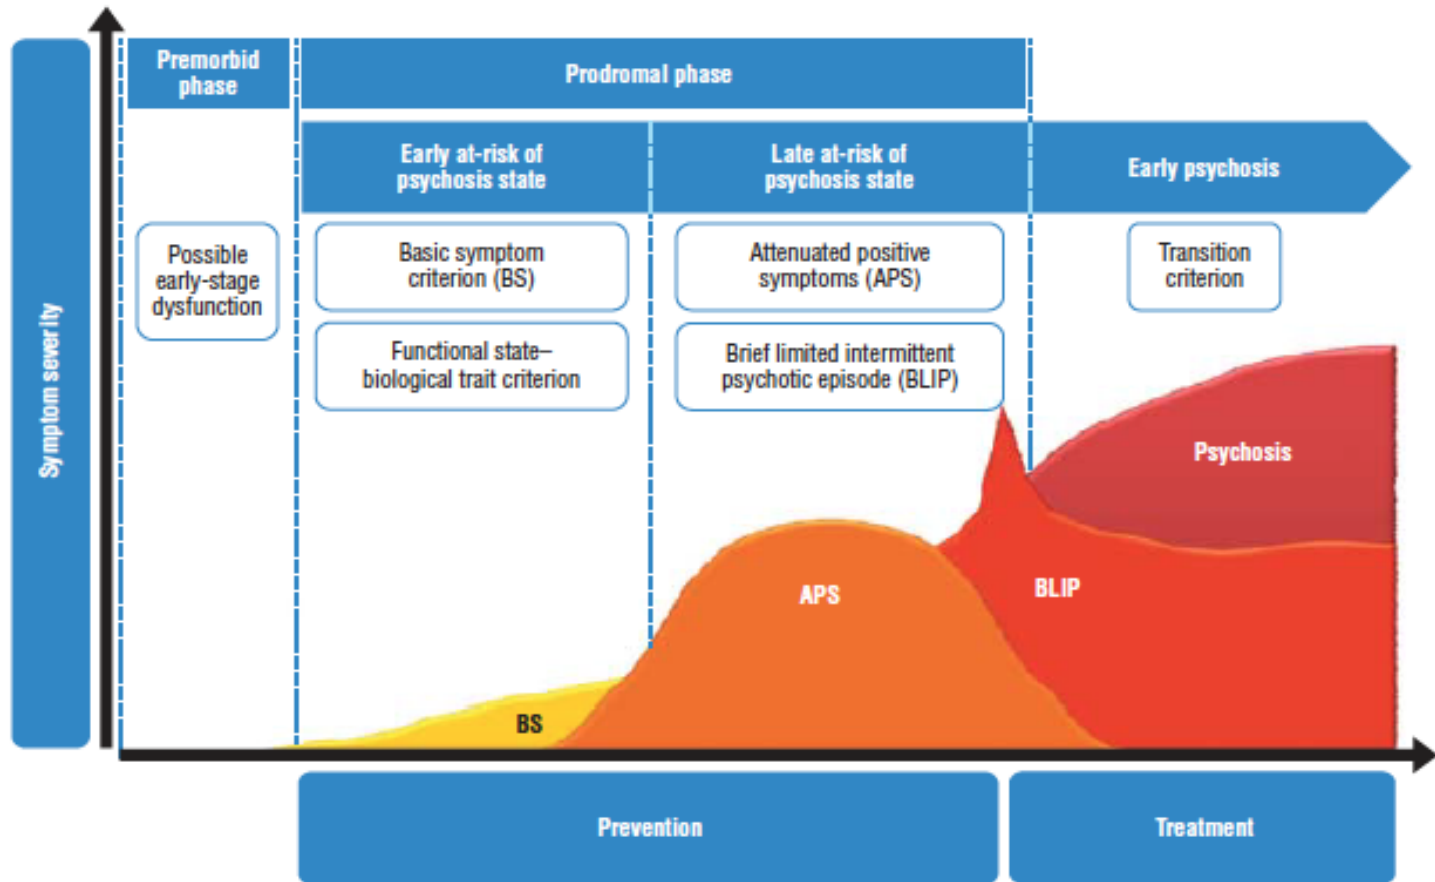 Premorbid
phase
Prodromal phase
Early at-risk of
psychosis state
Late at-risk of
psychosis state
Early psychosis
Possible
early-stage
dysfunction
Basic symptom
criterion (BS)
Attenuated positive
symptoms (APS)
Transition
criterion
Functional state–
biological trait criterion
Brief limited intermittent
psychotic episode (BLIP)
Symptom severity
Psychosis
APS
BLIP
BS
Prevention
Treatment